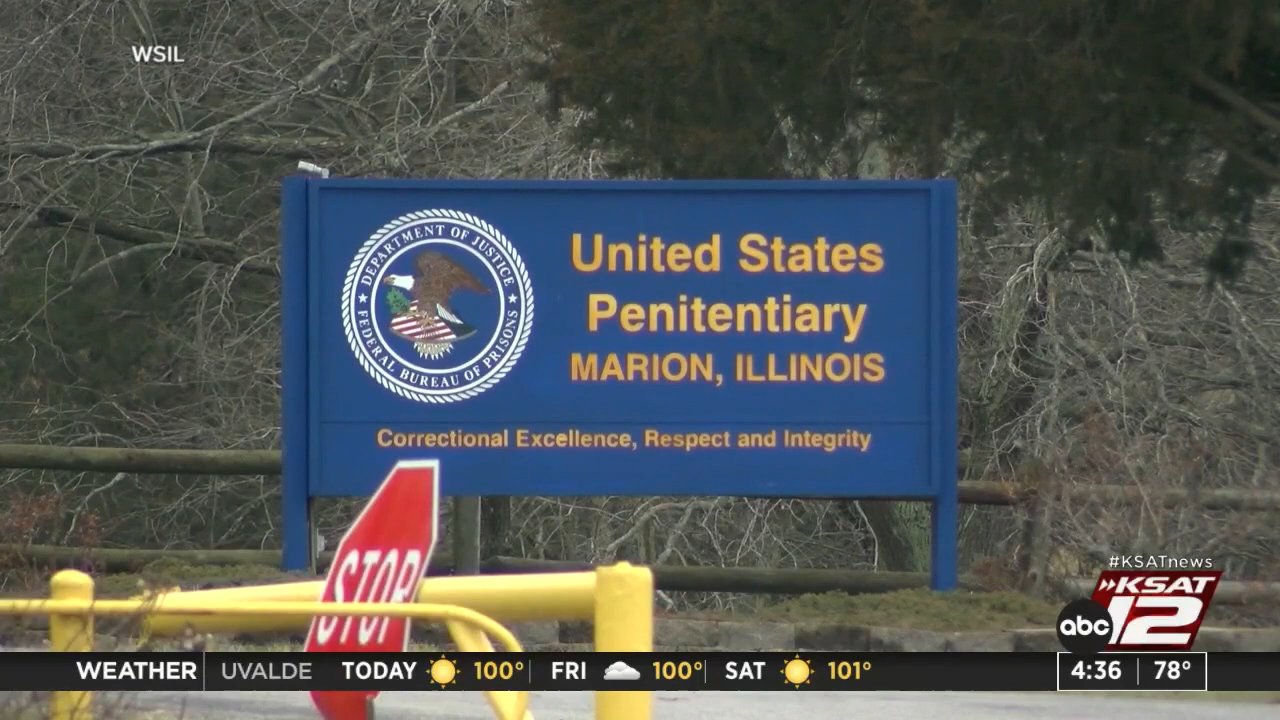 WSIL
DEPARTMENT OF JUSTICE
FEDERAL BUREAU OF PRISONS
United States
Penitentiary
MARION, ILLINOIS
Correctional Excellence, Respect and Integrity
STOP
#KSATnews
KSAT
abc 12
WEATHER UVALDE TODAY 100° FRI 100° SAT 101° 4:36 78°